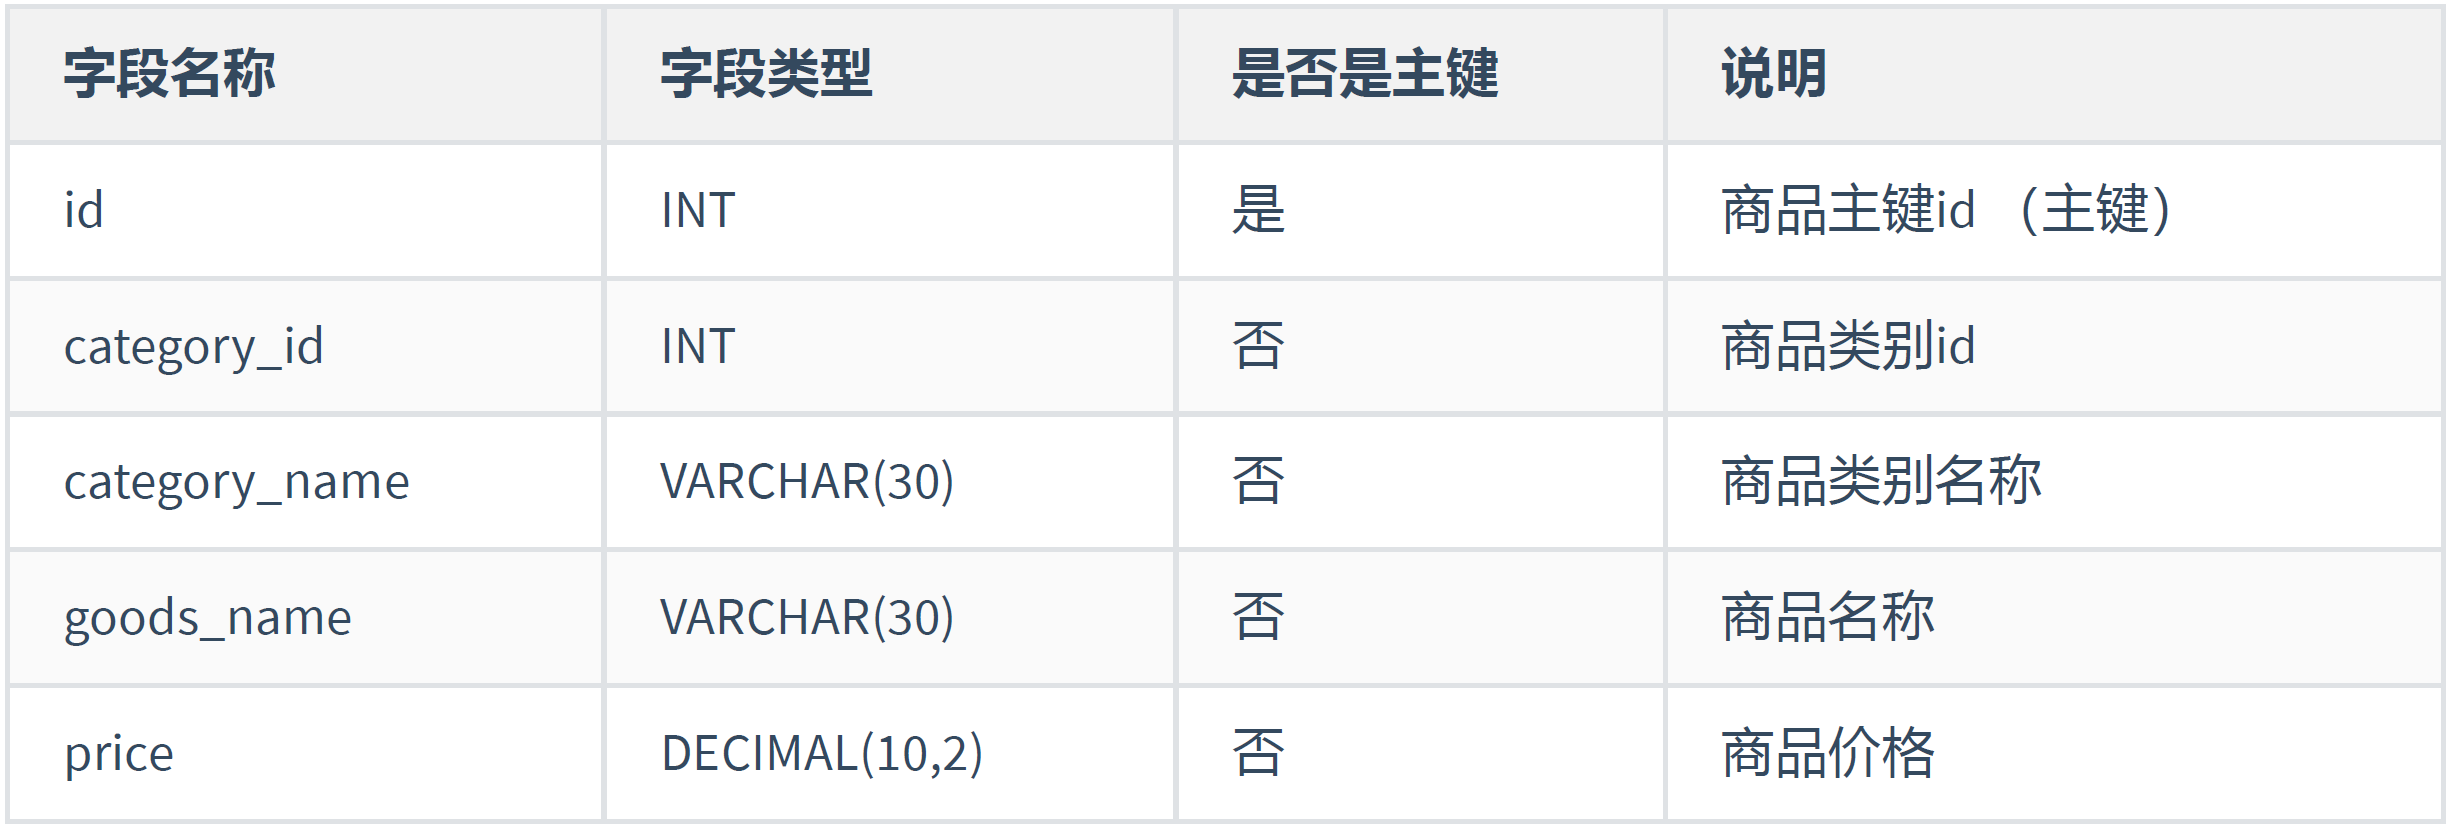 字段名称 字段类型 是否是主键 说明
id INT 是 商品主键id （主键）
category_id INT 否 商品类别id
category_name VARCHAR(30) 否 商品类别名称
goods_name VARCHAR(30) 否 商品名称
price DECIMAL(10,2) 否 商品价格